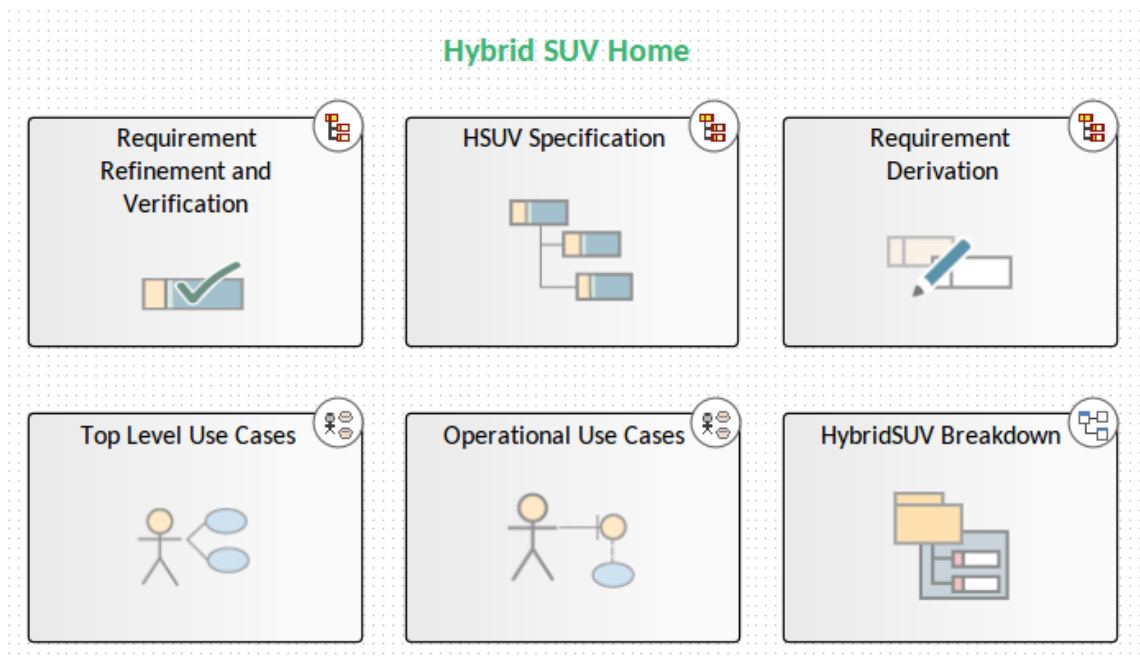 Hybrid SUV Home
Requirement
Refinement and
Verification
HSUV Specification
Requirement
Derivation
Top Level Use Cases
Operational Use Cases
HybridSUV Breakdown